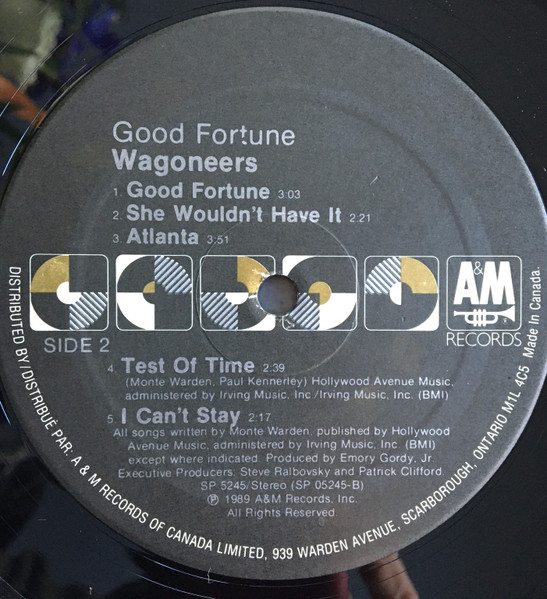 Good Fortune
Wagoneers
1. Good Fortune 3:03
2. She Wouldn't Have It 2:21
3. Atlanta 3:51
A&M
RECORDS
SIDE 2
4. Test Of Time 2:39
(Monte Warden, Paul Kennerley) Hollywood Avenue Music,
administered by Irving Music, Inc./Irving Music, Inc. (BMI)
5. I Can't Stay 2:17
All songs written by Monte Warden, published by Hollywood
Avenue Music, administered by Irving Music, Inc. (BMI)
except where indicated. Produced by Emory Gordy, Jr.
Executive Producers: Steve Ralbovsky and Patrick Clifford.
SP 5245/Stereo (SP 05245-B)
℗ 1989 A&M Records, Inc.
All Rights Reserved
DISTRIBUTED BY/DISTRIBUÉ PAR: A & M RECORDS OF CANADA LIMITED, 939 WARDEN AVENUE, SCARBOROUGH, ONTARIO M1L 4C5 Made In Canada.